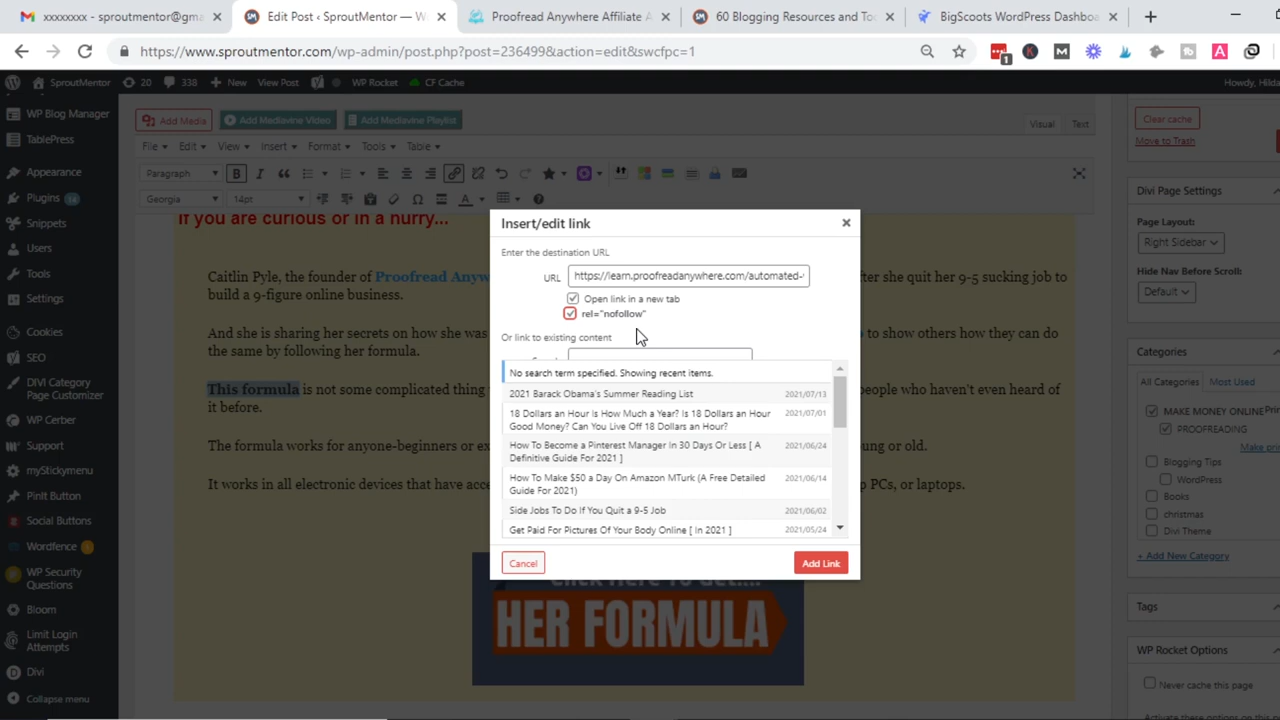 xxxxxxxx - sproutmentor@gma
Edit Post ‹ SproutMentor — W
Proofread Anywhere Affiliate A
60 Blogging Resources and Too
BigScoots WordPress Dashboa
https://www.sproutmentor.com/wp-admin/post.php?post=236499&action=edit&swcfpc=1
SproutMentor
20
338
New
View Post
WP Rocket
CF Cache
Howdy, Hilda
WP Blog Manager
TablePress
Appearance
Plugins 14
Snippets
Users
Tools
Settings
Cookies
SEO
DIVI Category
Page Customizer
WP Cerber
Support
myStickymenu
PinIt Button
Social Buttons
Wordfence 1
WP Security
Questions
Bloom
Limit Login
Attempts
Divi
Collapse menu
Add Media
Add Mediavine Video
Add Mediavine Playlist
Visual
Text
File
Edit
View
Insert
Format
Tools
Table
Paragraph
Georgia
14pt
If you are curious or in a hurry...
Caitlin Pyle, the founder of Proofread Anyw
fter she quit her 9-5 sucking job to
build a 9-figure online business.
And she is sharing her secrets on how she was
to show others how they can do
the same by following her formula.
This formula is not some complicated thing
people who haven't even heard of
it before.
The formula works for anyone-beginners or ex
ung or old.
It works in all electronic devices that have acce
p PCs, or laptops.
Click Here To Get....
HER FORMULA
Insert/edit link
Enter the destination URL
URL
https://learn.proofreadanywhere.com/automated-
Open link in a new tab
rel="nofollow"
Or link to existing content
No search term specified. Showing recent items.
2021 Barack Obama's Summer Reading List 2021/07/13
18 Dollars an Hour Is How Much a Year? Is 18 Dollars an Hour 2021/07/01
Good Money? Can You Live Off 18 Dollars an Hour?
How To Become a Pinterest Manager In 30 Days Or Less [ A 2021/06/24
Definitive Guide For 2021 ]
How To Make $50 a Day On Amazon MTurk (A Free Detailed 2021/06/14
Guide For 2021)
Side Jobs To Do If You Quit a 9-5 Job 2021/06/02
Get Paid For Pictures Of Your Body Online [ In 2021 ] 2021/05/24
Cancel
Add Link
Clear cache
Move to Trash
Divi Page Settings
Page Layout:
Right Sidebar
Hide Nav Before Scroll:
Default
Categories
All Categories
Most Used
MAKE MONEY ONLINE
Prin
PROOFREADING
Make prin
Blogging Tips
WordPress
Books
christmas
Divi Theme
+ Add New Category
Tags
WP Rocket Options
Never cache this page